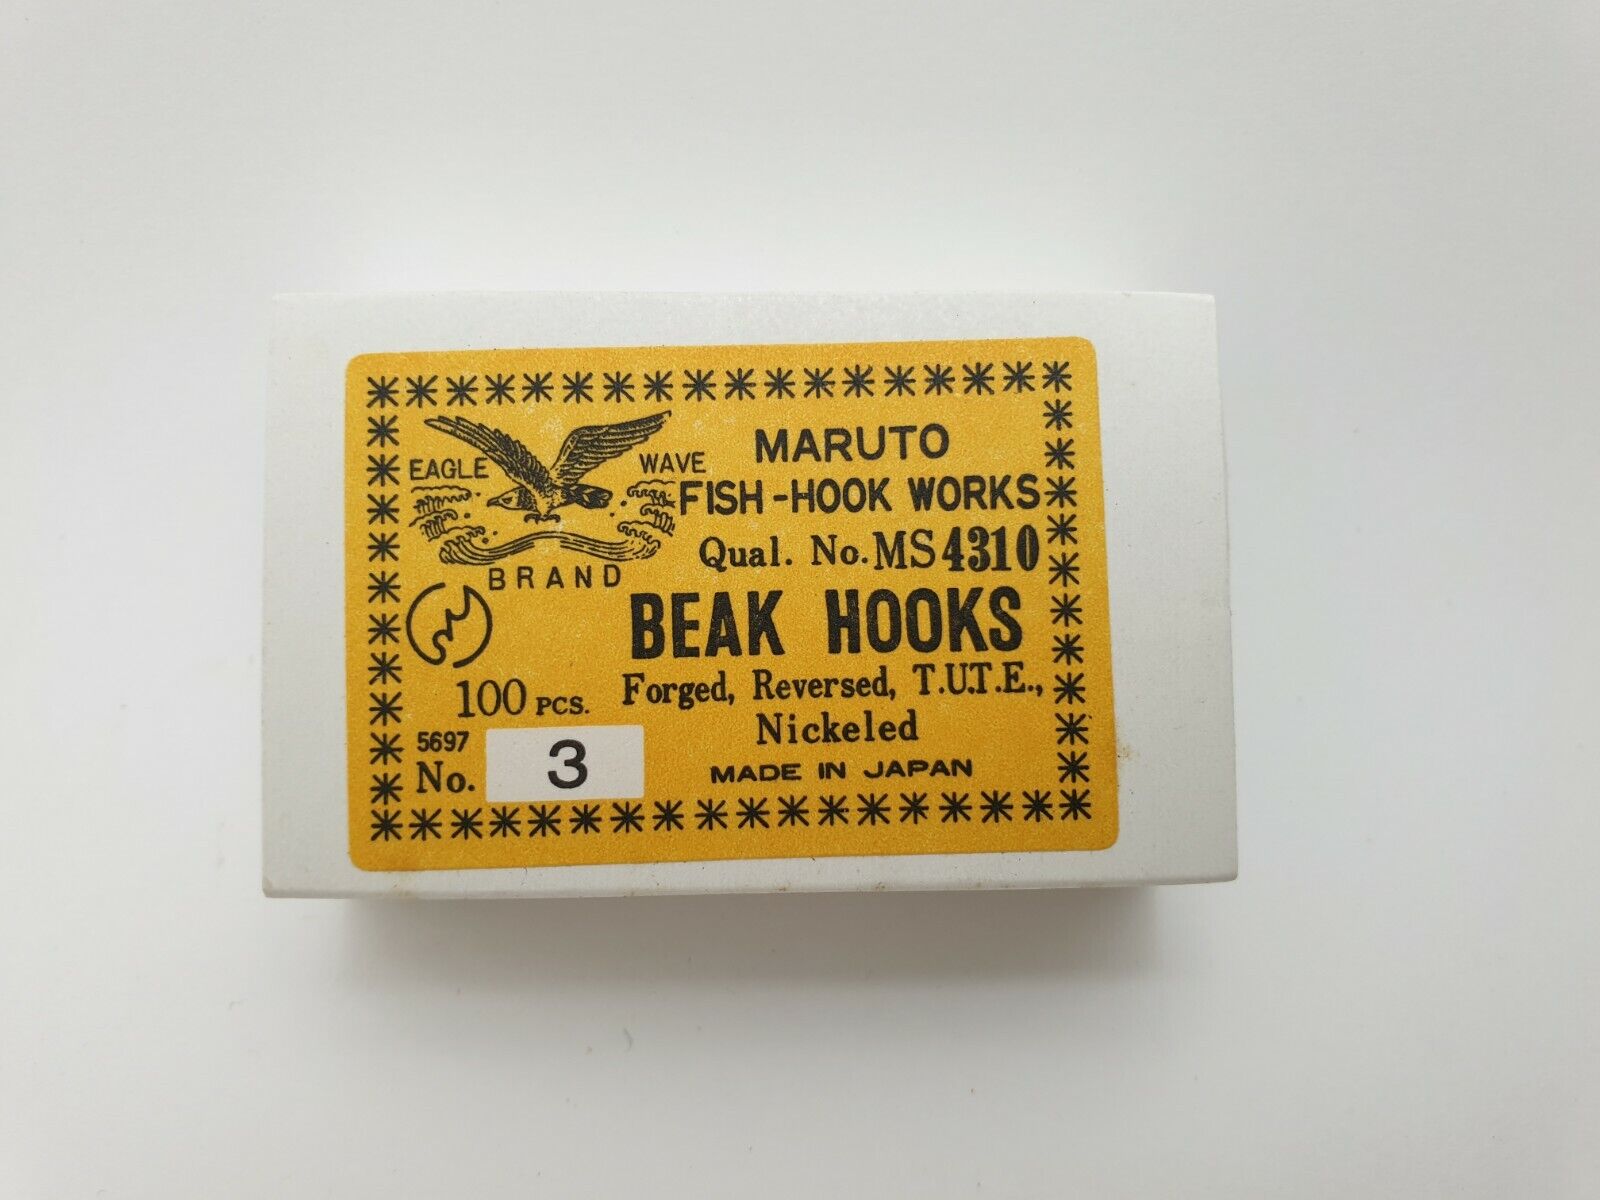 EAGLE WAVE
BRAND
MARUTO
FISH-HOOK WORKS
Qual. No. MS 4310
BEAK HOOKS
100 PCS.
Forged, Reversed, T.U.T.E.,
Nickeled
5697
No. 3
MADE IN JAPAN